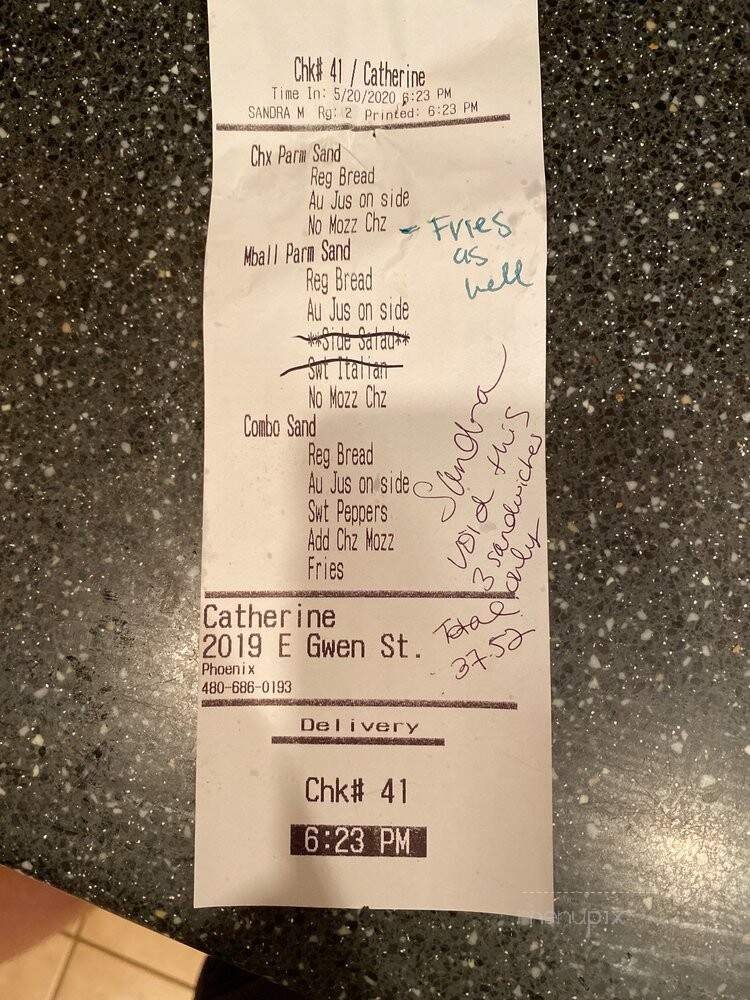 Chk# 41 / Catherine
Time In: 5/20/2020 6:23 PM
SANDRA M Rg: 2 Printed: 6:23 PM
Chx Parm Sand
Reg Bread
Au Jus on side
No Mozz Chz - Fries
as
well
Mball Parm Sand
Reg Bread
Au Jus on side
**Side Salad**
Swt Italian
No Mozz Chz
Combo Sand
Reg Bread
Au Jus on side
Swt Peppers
Add Chz Mozz
Fries
Sandra
void this
3 sandwiches
only
Total
37.52
Catherine
2019 E Gwen St.
Phoenix
480-686-0193
Delivery
Chk# 41
6:23 PM
menupix